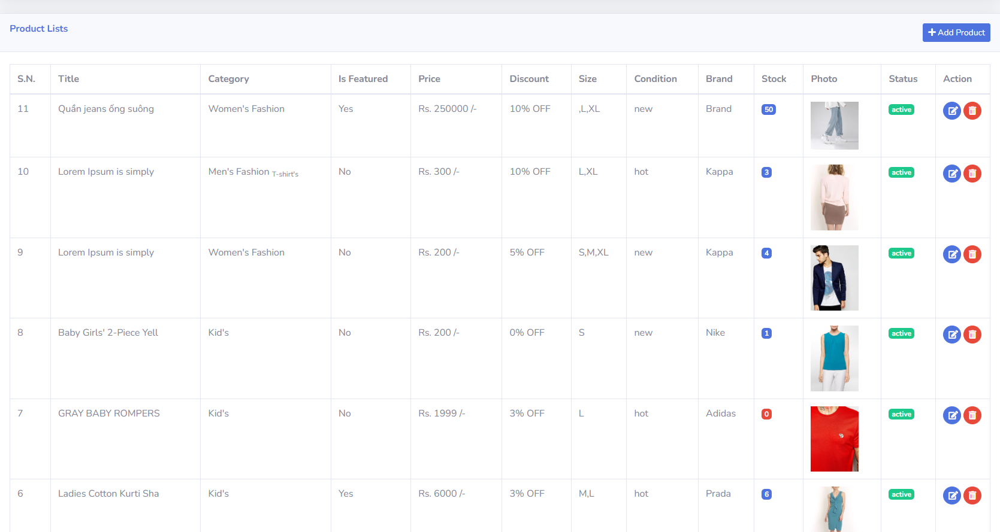 Product Lists
Add Product
S.N. Title Category Is Featured Price Discount Size Condition Brand Stock Photo Status Action
11 Quần jeans ống suông Women's Fashion Yes Rs. 250000 /- 10% OFF ,L,XL new Brand 50 active
10 Lorem Ipsum is simply Men's Fashion T-shirt's No Rs. 300 /- 10% OFF L,XL hot Kappa 3 active
9 Lorem Ipsum is simply Women's Fashion No Rs. 200 /- 5% OFF S,M,XL new Kappa 4 active
8 Baby Girls' 2-Piece Yell Kid's No Rs. 200 /- 0% OFF S new Nike 1 active
7 GRAY BABY ROMPERS Kid's No Rs. 1999 /- 3% OFF L hot Adidas 0 active
6 Ladies Cotton Kurti Sha Kid's Yes Rs. 6000 /- 3% OFF M,L hot Prada 6 active